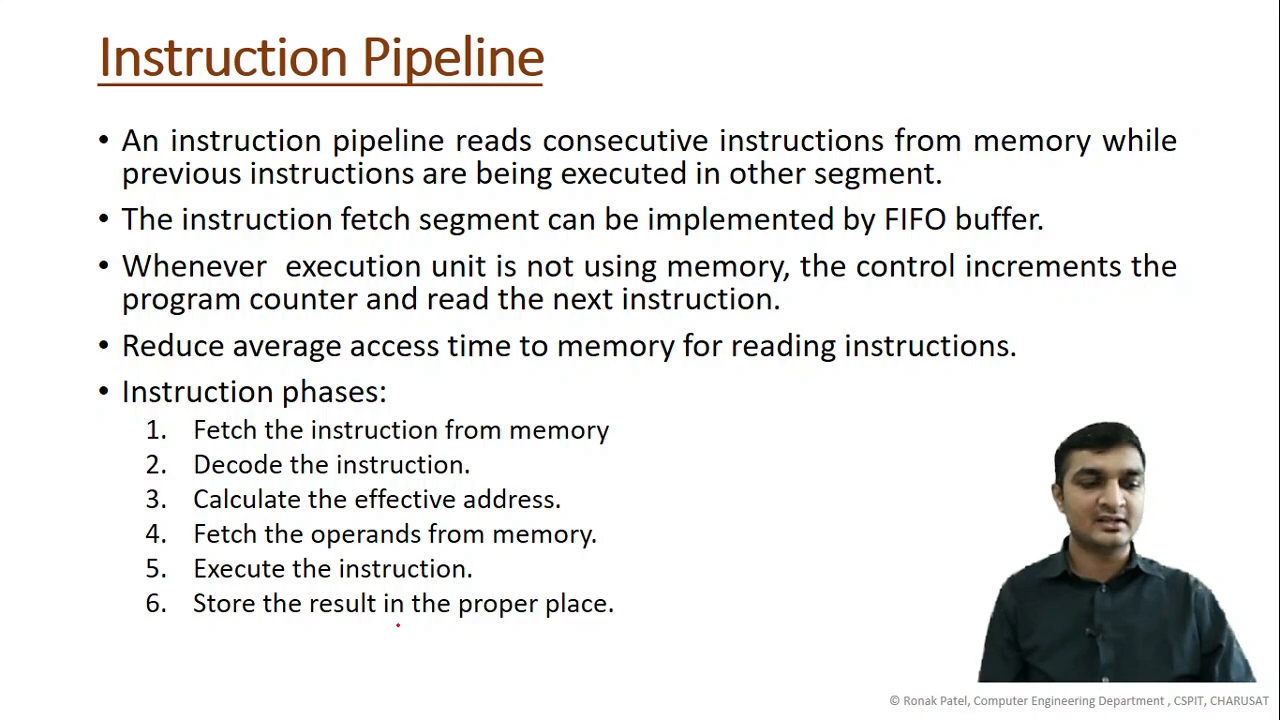 Instruction Pipeline
• An instruction pipeline reads consecutive instructions from memory while
previous instructions are being executed in other segment.
• The instruction fetch segment can be implemented by FIFO buffer.
• Whenever execution unit is not using memory, the control increments the
program counter and read the next instruction.
• Reduce average access time to memory for reading instructions.
• Instruction phases:
1. Fetch the instruction from memory
2. Decode the instruction.
3. Calculate the effective address.
4. Fetch the operands from memory.
5. Execute the instruction.
6. Store the result in the proper place.
© Ronak Patel, Computer Engineering Department , CSPIT, CHARUSAT